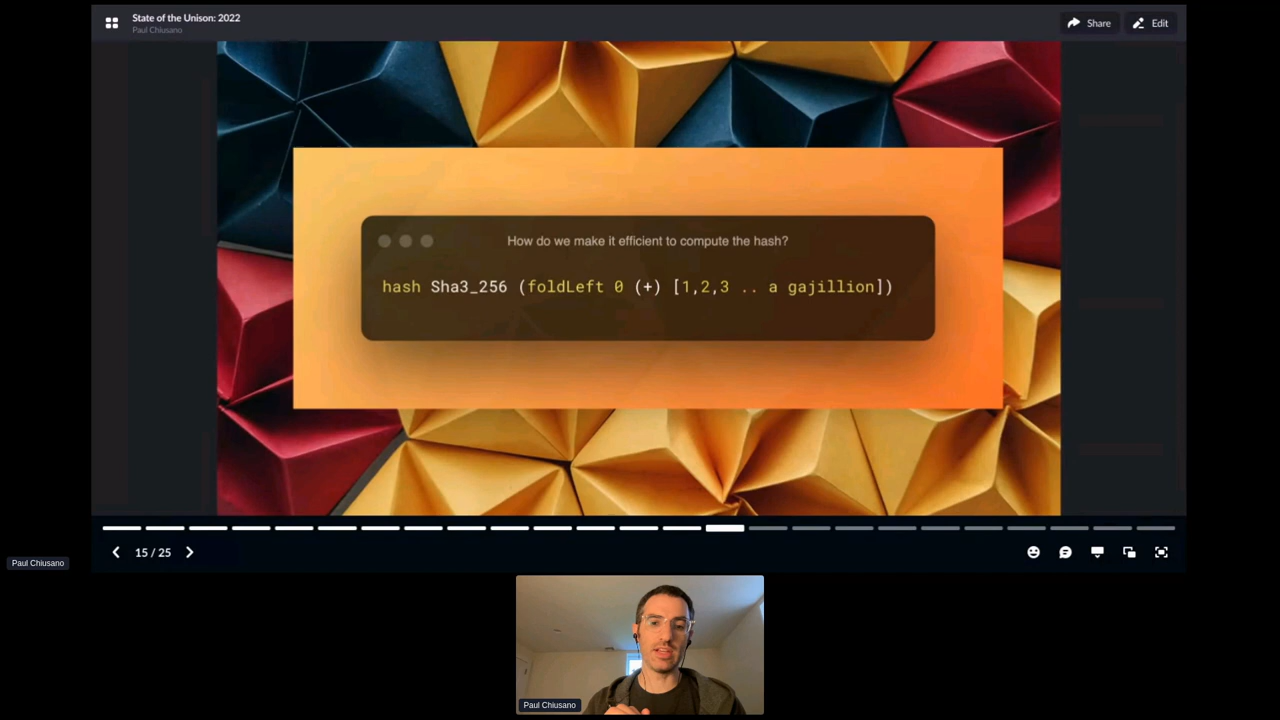 State of the Unison: 2022
Paul Chiusano
Share
Edit
How do we make it efficient to compute the hash?
hash Sha3_256 (foldLeft 0 (+) [1,2,3 .. a gajillion])
15 / 25
Paul Chiusano
Paul Chiusano